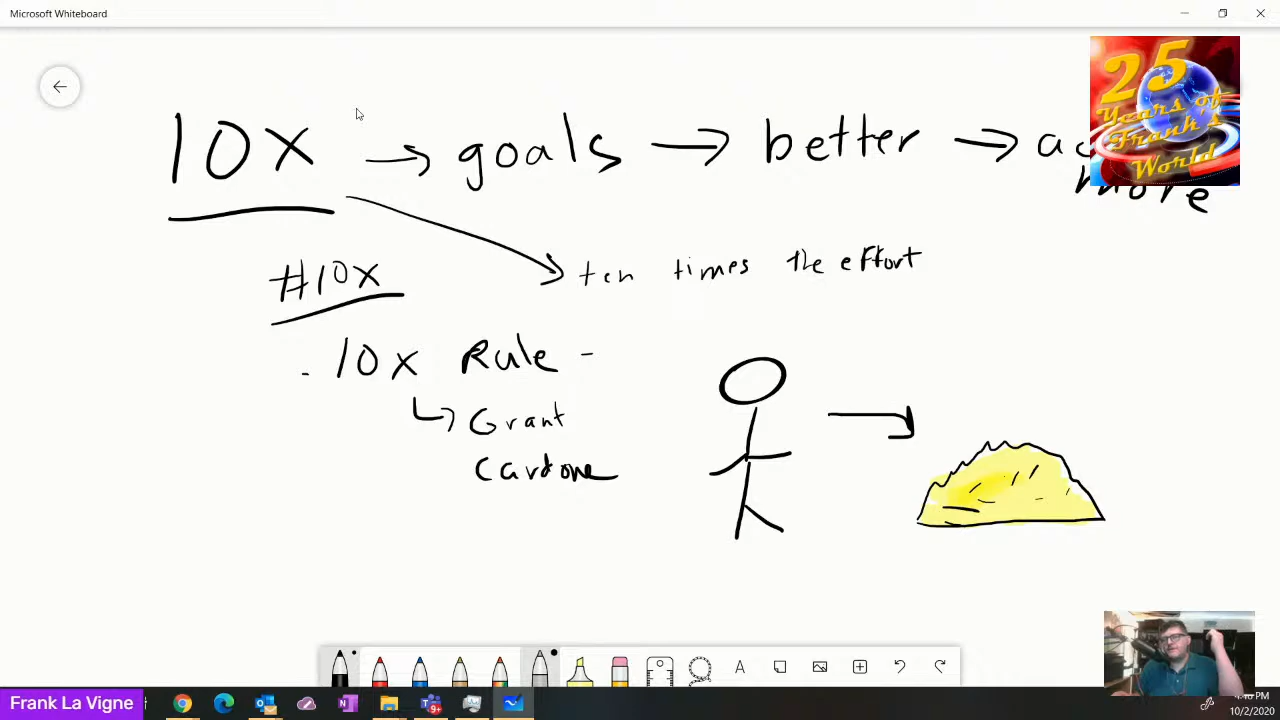 Microsoft Whiteboard
25
Years of
Frank's
World
10x → goals → better →
more
#10x
ten times the effort
10x Rule -
Grant
Cardone
Frank La Vigne
10/2/2020